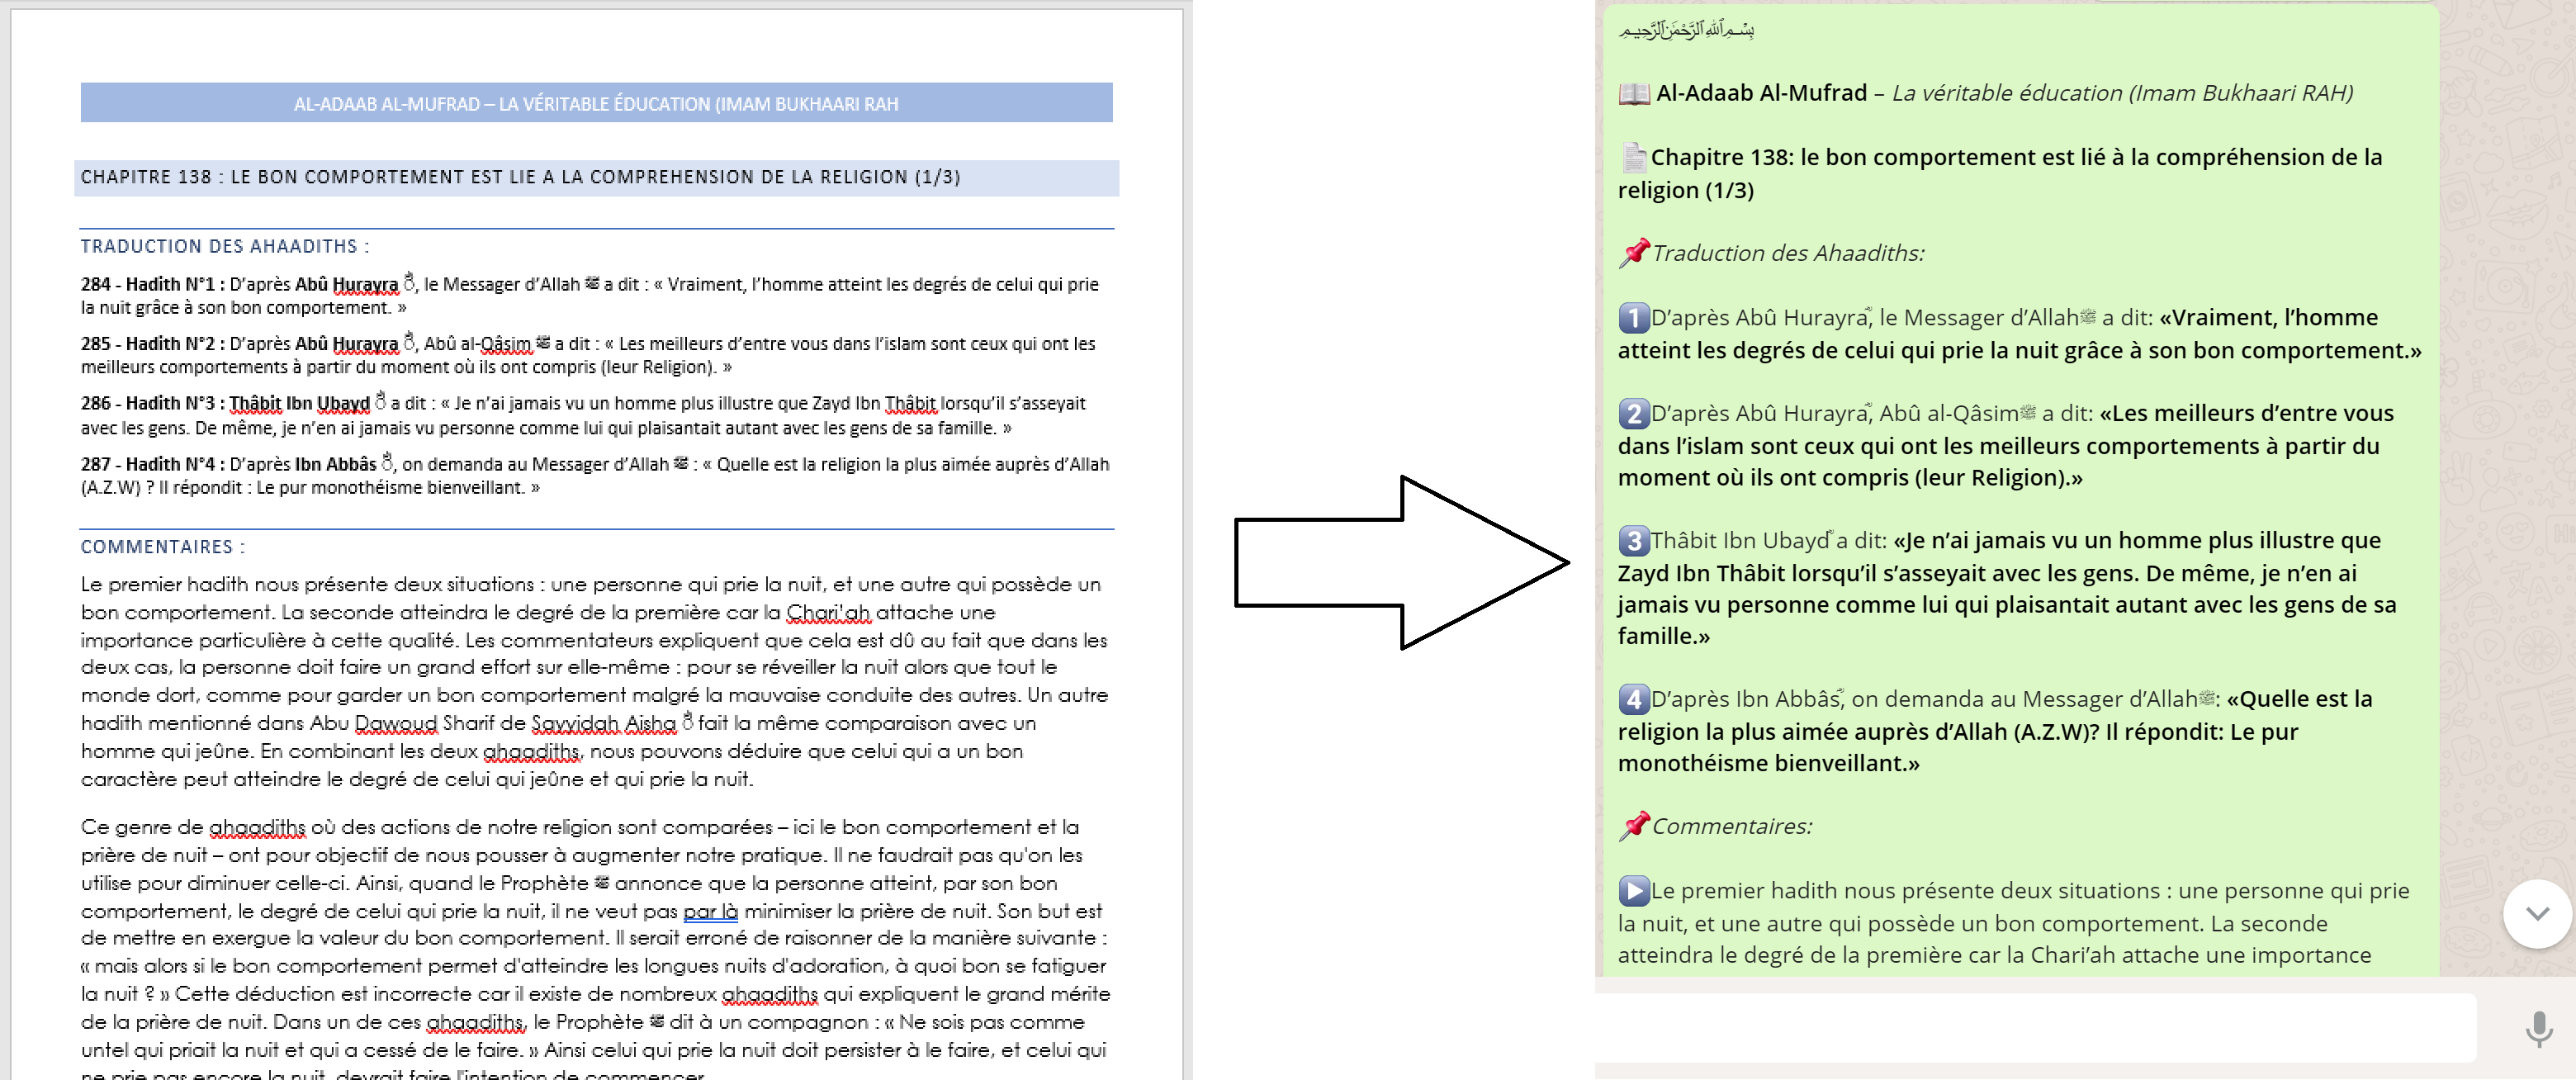 AL-ADAAB AL-MUFRAD – LA VÉRITABLE ÉDUCATION (IMAM BUKHAARI RAH
CHAPITRE 138 : LE BON COMPORTEMENT EST LIE A LA COMPREHENSION DE LA RELIGION (1/3)
TRADUCTION DES AHAADITHS :
284 - Hadith N°1 : D’après Abû Hurayra ؓ, le Messager d’Allah ﷺ a dit : « Vraiment, l’homme atteint les degrés de celui qui prie
la nuit grâce à son bon comportement. »
285 - Hadith N°2 : D’après Abû Hurayra ؓ, Abû al-Qâsim ﷺ a dit : « Les meilleurs d’entre vous dans l’islam sont ceux qui ont les
meilleurs comportements à partir du moment où ils ont compris (leur Religion). »
286 - Hadith N°3 : Thâbit Ibn Ubayd ؓ a dit : « Je n’ai jamais vu un homme plus illustre que Zayd Ibn Thâbit lorsqu’il s’asseyait
avec les gens. De même, je n’en ai jamais vu personne comme lui qui plaisantait autant avec les gens de sa famille. »
287 - Hadith N°4 : D’après Ibn Abbâs ؓ, on demanda au Messager d’Allah ﷺ : « Quelle est la religion la plus aimée auprès d’Allah
(A.Z.W) ? Il répondit : Le pur monothéisme bienveillant. »
COMMENTAIRES :
Le premier hadith nous présente deux situations : une personne qui prie la nuit, et une autre qui possède un
bon comportement. La seconde atteindra le degré de la première car la Chari'ah attache une
importance particulière à cette qualité. Les commentateurs expliquent que cela est dû au fait que dans les
deux cas, la personne doit faire un grand effort sur elle-même : pour se réveiller la nuit alors que tout le
monde dort, comme pour garder un bon comportement malgré la mauvaise conduite des autres. Un autre
hadith mentionné dans Abu Dawoud Sharif de Sayyidah Aisha ؓ fait la même comparaison avec un
homme qui jeûne. En combinant les deux ahaadiths, nous pouvons déduire que celui qui a un bon
caractère peut atteindre le degré de celui qui jeûne et qui prie la nuit.
Ce genre de ahaadiths où des actions de notre religion sont comparées – ici le bon comportement et la
prière de nuit – ont pour objectif de nous pousser à augmenter notre pratique. Il ne faudrait pas qu'on les
utilise pour diminuer celle-ci. Ainsi, quand le Prophète ﷺ annonce que la personne atteint, par son bon
comportement, le degré de celui qui prie la nuit, il ne veut pas par là minimiser la prière de nuit. Son but est
de mettre en exergue la valeur du bon comportement. Il serait erroné de raisonner de la manière suivante :
« mais alors si le bon comportement permet d'atteindre les longues nuits d'adoration, à quoi bon se fatiguer
la nuit ? » Cette déduction est incorrecte car il existe de nombreux ahaadiths qui expliquent le grand mérite
de la prière de nuit. Dans un de ces ahaadiths, le Prophète ﷺ dit à un compagnon : « Ne sois pas comme
untel qui priait la nuit et qui a cessé de le faire. » Ainsi celui qui prie la nuit doit persister à le faire, et celui qui
ne prie pas encore la nuit, devrait faire l'intention de commencer.
﷽
📖 Al-Adaab Al-Mufrad – La véritable éducation (Imam Bukhaari RAH)
📄Chapitre 138: le bon comportement est lié à la compréhension de la
religion (1/3)
📌Traduction des Ahaadiths:
1️⃣D’après Abû Hurayraؓ, le Messager d’Allahﷺ a dit: «Vraiment, l’homme
atteint les degrés de celui qui prie la nuit grâce à son bon comportement.»
2️⃣D’après Abû Hurayraؓ, Abû al-Qâsimﷺ a dit: «Les meilleurs d’entre vous
dans l’islam sont ceux qui ont les meilleurs comportements à partir du
moment où ils ont compris (leur Religion).»
3️⃣Thâbit Ibn Ubaydؓ a dit: «Je n’ai jamais vu un homme plus illustre que
Zayd Ibn Thâbit lorsqu’il s’asseyait avec les gens. De même, je n’en ai
jamais vu personne comme lui qui plaisantait autant avec les gens de sa
famille.»
4️⃣D’après Ibn Abbâsؓ, on demanda au Messager d’Allahﷺ: «Quelle est la
religion la plus aimée auprès d’Allah (A.Z.W)? Il répondit: Le pur
monothéisme bienveillant.»
📌Commentaires:
▶️Le premier hadith nous présente deux situations : une personne qui prie
la nuit, et une autre qui possède un bon comportement. La seconde
atteindra le degré de la première car la Chari’ah attache une importance